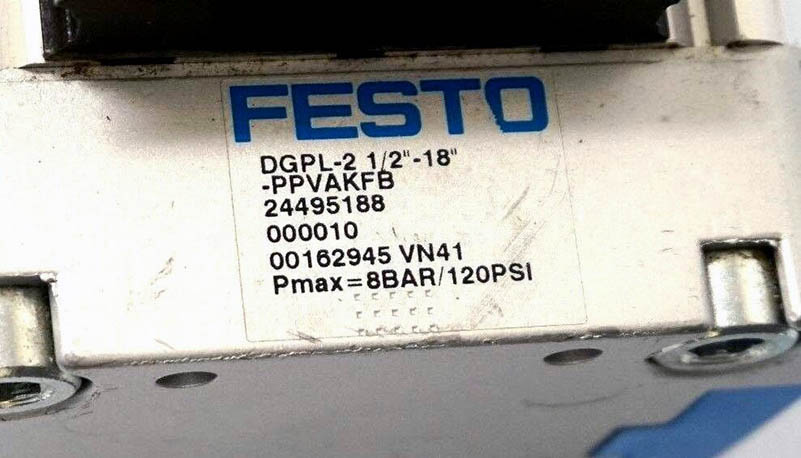 FESTO
DGPL-2 1/2"-18"
-PPVAKFB
24495188
000010
00162945 VN41
Pmax=8BAR/120PSI